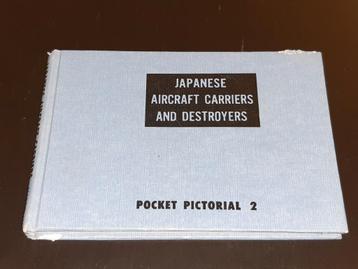 JAPANESE
AIRCRAFT CARRIERS
AND DESTROYERS
POCKET PICTORIAL 2